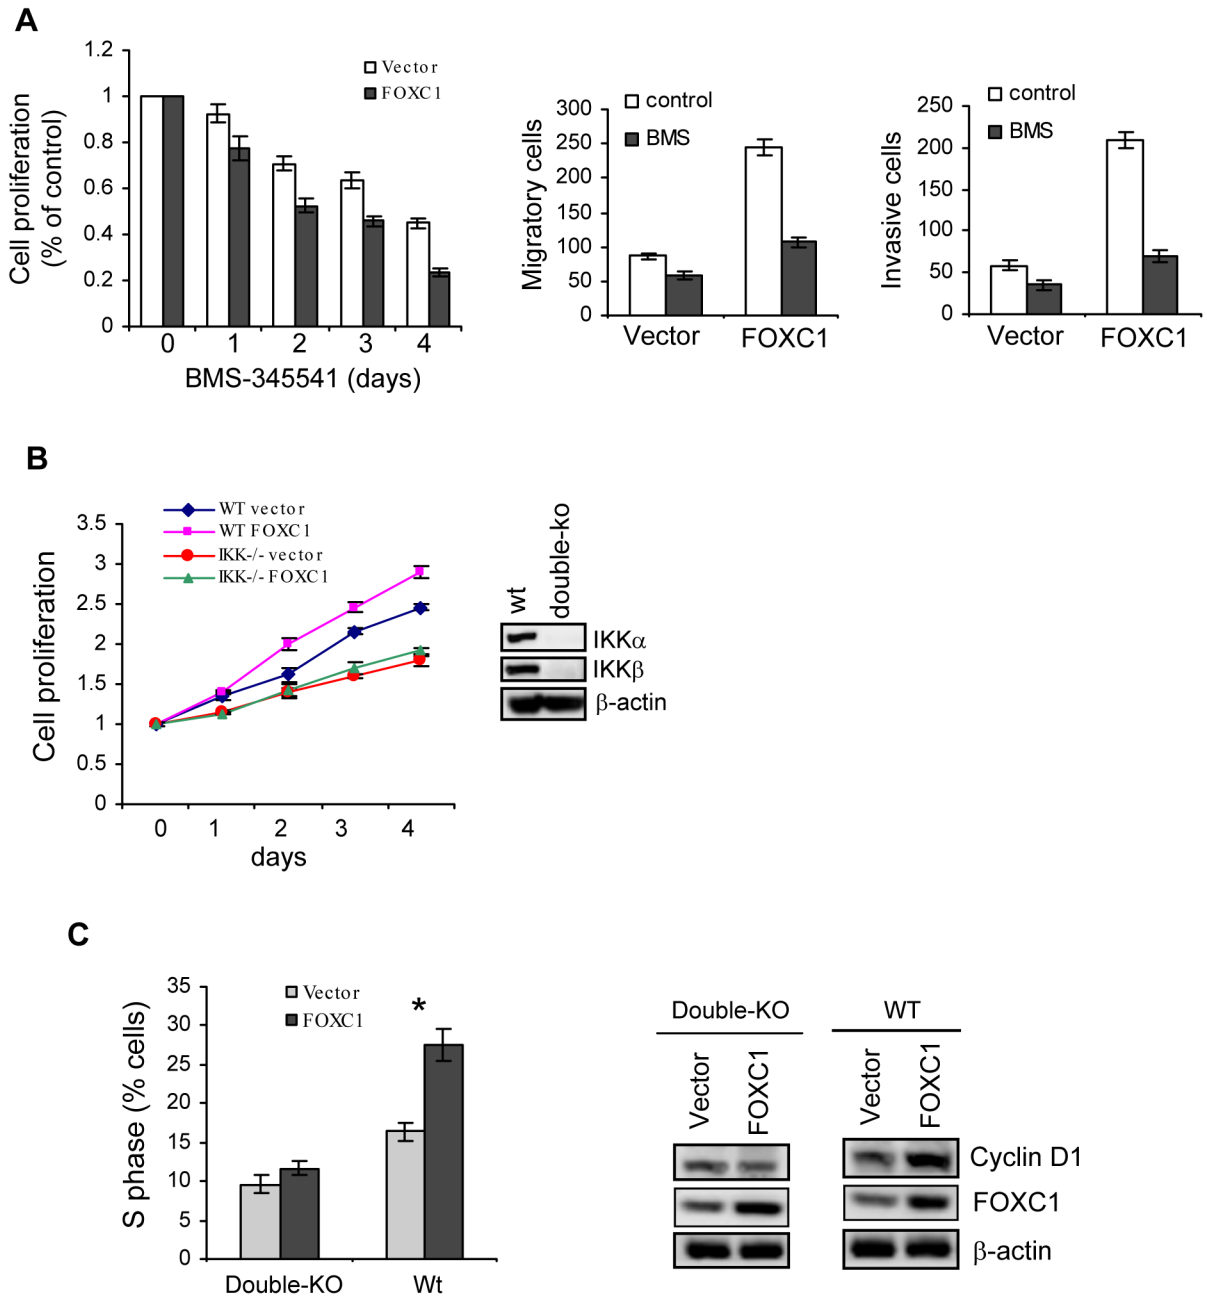 A
Cell proliferation
(% of control)
1.2
1
0.8
0.6
0.4
0.2
0
Vector
FOXC1
0 1 2 3 4
BMS-345541 (days)
Migratory cells
300
250
200
150
100
50
0
control
BMS
Vector FOXC1
Invasive cells
250
200
150
100
50
0
control
BMS
Vector FOXC1
B
Cell proliferation
3.5
3
2.5
2
1.5
1
0.5
0
WT vector
WT FOXC1
IKK-/- vector
IKK-/- FOXC1
0 1 2 3 4
days
wt
double-ko
IKKα
IKKβ
β-actin
C
S phase (% cells)
35
30
25
20
15
10
5
0
Vector
FOXC1
*
Double-KO Wt
Double-KO WT
Vector
FOXC1
Vector
FOXC1
Cyclin D1
FOXC1
β-actin